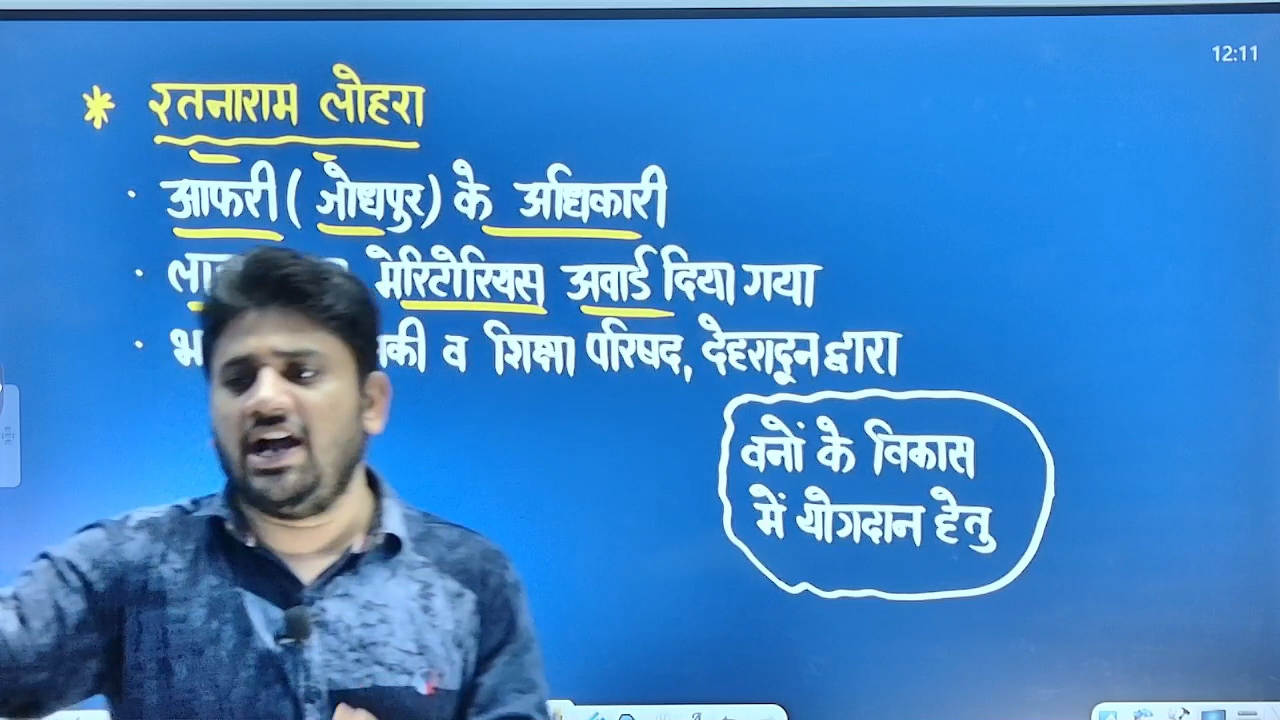 12:11
* रतनाराम लोहरा
· आफरी ( जोधपुर) के अधिकारी
· मेरिटोरियस अवार्ड दिया गया
· व शिक्षा परिषद, देहरादून द्वारा
वनों के विकास
में योगदान हेतु